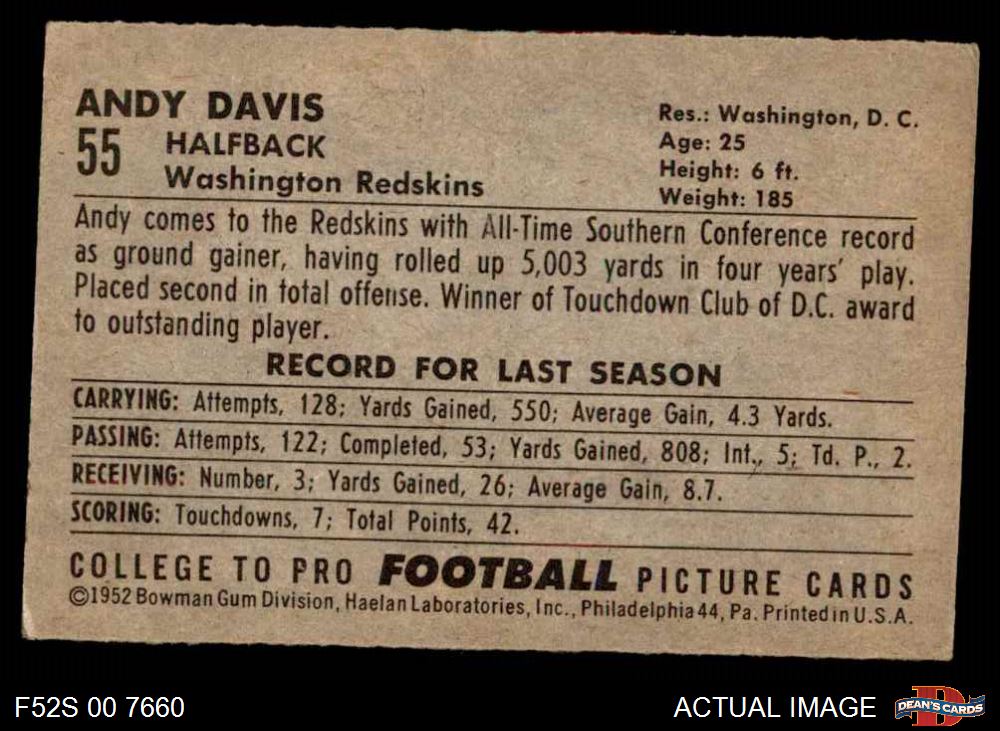 ANDY DAVIS
55
HALFBACK
Washington Redskins
Res.: Washington, D. C.
Age: 25
Height: 6 ft.
Weight: 185
Andy comes to the Redskins with All-Time Southern Conference record
as ground gainer, having rolled up 5,003 yards in four years' play.
Placed second in total offense. Winner of Touchdown Club of D.C. award
to outstanding player.
RECORD FOR LAST SEASON
CARRYING: Attempts, 128; Yards Gained, 550; Average Gain, 4.3 Yards.
PASSING: Attempts, 122; Completed, 53; Yards Gained, 808; Int., 5; Td. P., 2.
RECEIVING: Number, 3; Yards Gained, 26; Average Gain, 8.7.
SCORING: Touchdowns, 7; Total Points, 42.
COLLEGE TO PRO FOOTBALL PICTURE CARDS
©1952 Bowman Gum Division, Haelan Laboratories, Inc., Philadelphia 44, Pa. Printed in U.S.A.
F52S 00 7660
ACTUAL IMAGE
D
DEAN'S CARDS